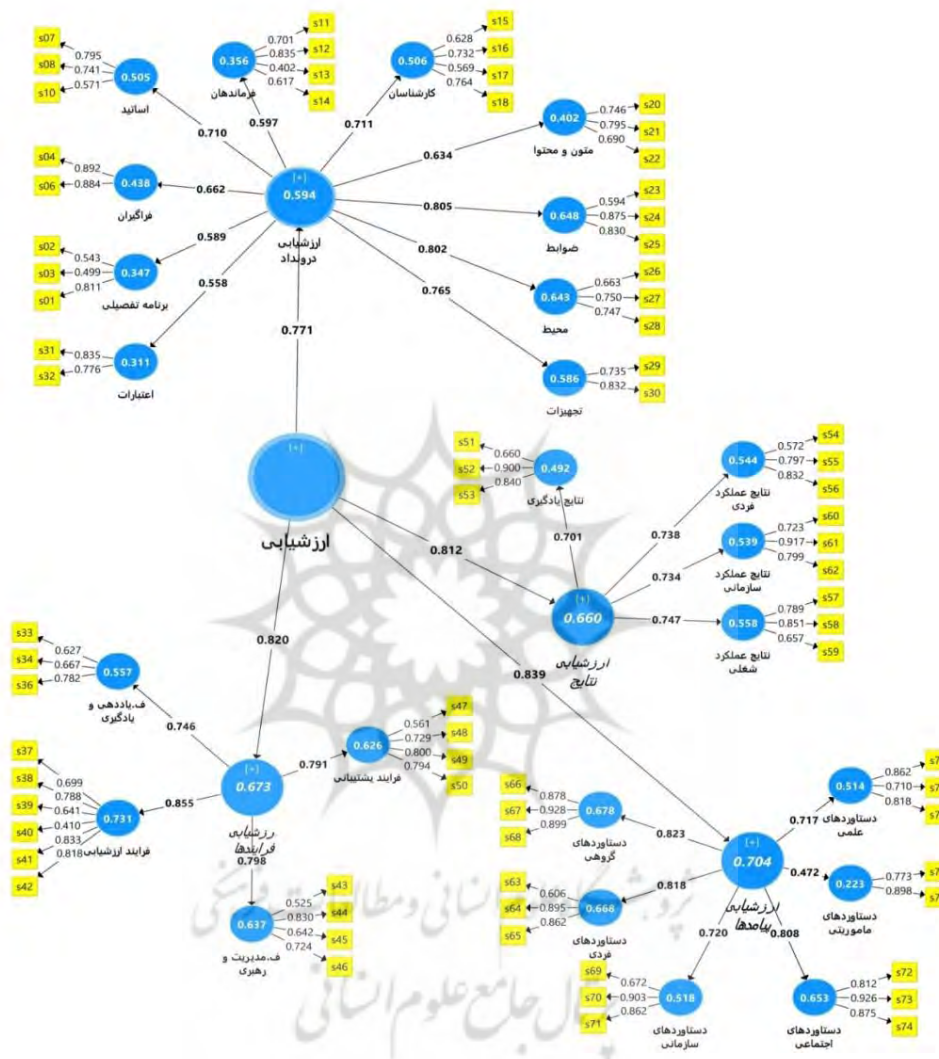 s07
s08
s10
0.795
0.741
0.571
0.505
اساتید
s11
s12
s13
s14
0.701
0.835
0.402
0.617
0.356
فرماندهان
s15
s16
s17
s18
0.628
0.732
0.569
0.764
0.506
کارشناسان
0.710
0.597
0.711
s20
s21
s22
0.746
0.795
0.690
0.402
متون و محتوا
0.634
s04
s06
0.892
0.884
0.438
فراگیران
0.662
[+]
0.594
ارزشیابی
درونداد
0.805
s23
s24
s25
0.594
0.875
0.830
0.648
ضوابط
s02
s03
s01
0.543
0.499
0.811
0.347
برنامه تفصیلی
0.589
0.802
s26
s27
s28
0.663
0.750
0.747
0.643
محیط
0.558
0.765
s31
s32
0.835
0.776
0.311
اعتبارات
0.771
s29
s30
0.735
0.832
0.586
تجهیزات
[+]
ارزشیابی
s51
s52
s53
0.660
0.900
0.840
0.492
نتایج یادگیری
s54
s55
s56
0.572
0.797
0.832
0.544
نتایج عملکرد
فردی
0.812
0.701
0.738
s60
s61
s62
0.723
0.917
0.799
0.539
نتایج عملکرد
سازمانی
0.734
[+]
0.660
ارزشیابی
نتایج
0.747
s57
s58
s59
0.789
0.851
0.657
0.558
نتایج عملکرد
شغلی
0.820
0.839
s33
s34
s36
0.627
0.667
0.782
0.557
ف.یاددهی و
یادگیری
0.746
s47
s48
s49
s50
0.561
0.729
0.800
0.794
0.626
فرایند پشتیبانی
0.791
[+]
0.673
ارزشیابی
فرایندها
s37
s38
s39
s40
s41
s42
0.699
0.788
0.641
0.410
0.833
0.818
0.731
فرایند ارزشیابی
0.855
0.798
s43
s44
s45
s46
0.525
0.830
0.642
0.724
0.637
ف.مدیریت و
رهبری
s66
s67
s68
0.878
0.928
0.899
0.678
دستاوردهای
گروهی
0.823
0.862
0.710
0.818
0.514
دستاوردهای
علمی
0.717
[+]
0.704
ارزشیابی
پیامدها
0.472
0.773
0.898
0.223
دستاوردهای
ماموریتی
s63
s64
s65
0.606
0.895
0.862
0.668
دستاوردهای
فردی
0.818
0.720
0.808
s69
s70
s71
0.672
0.903
0.862
0.518
دستاوردهای
سازمانی
s72
s73
s74
0.812
0.926
0.875
0.653
دستاوردهای
اجتماعی
پژوهشگاه علوم انسانی و مطالعات فرهنگی
پرتال جامع علوم انسانی